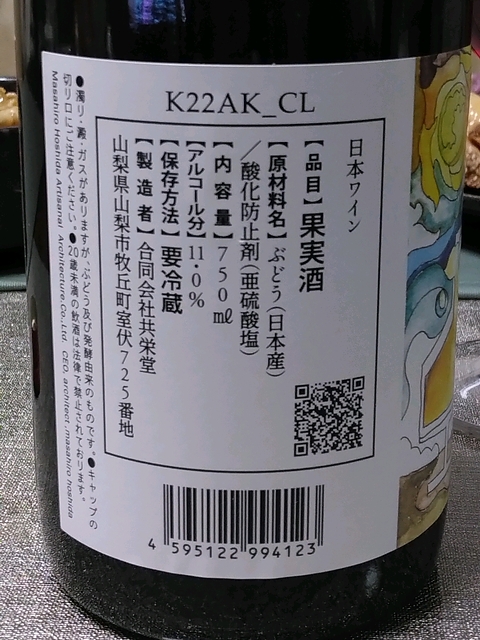 K22AK_CL
日本ワイン
【品目】果実酒
【原材料名】ぶどう(日本産)
/酸化防止剤(亜硫酸塩)
【内容量】750㎖
【アルコール分】11.0%
【保存方法】要冷蔵
【製造者】合同会社共栄堂
山梨県山梨市牧丘町室伏725番地
●濁り・澱・ガスがありますが、ぶどう及び発酵由来のものです。●キャップの
切り口にご注意ください。●20歳未満の飲酒は法律で禁止されております。
Masahiro Hoshida Artisanal Architecture.Co.,Ltd. CEO, architect ,masahiro hoshida
4 595122 994123